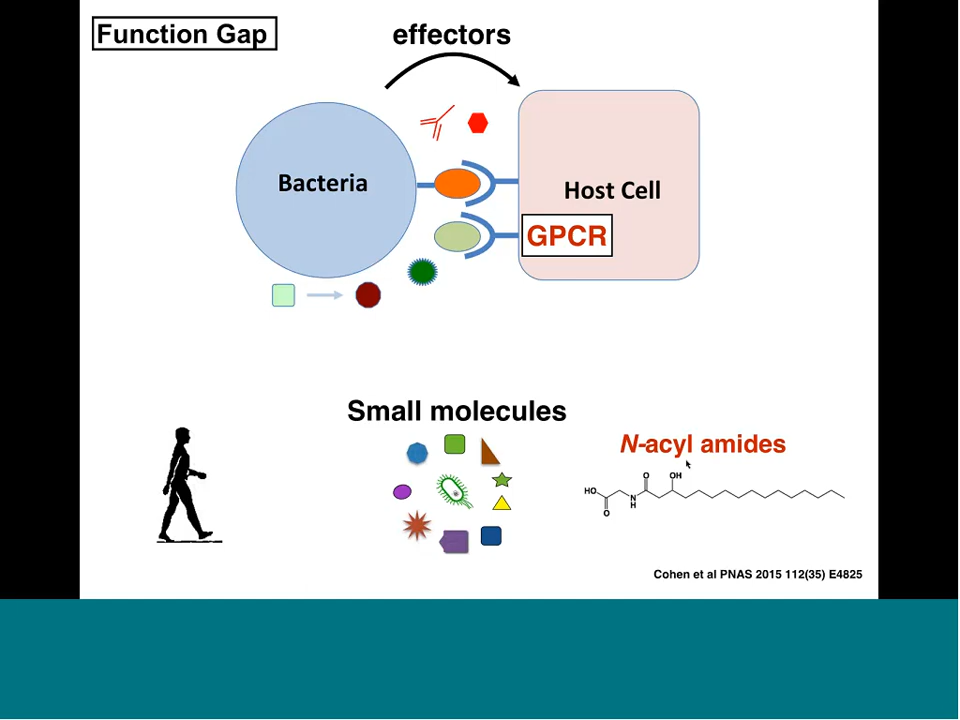 Function Gap
effectors
Bacteria
Host Cell
GPCR
Small molecules
N-acyl amides
O
OH
HO
N
H
O
Cohen et al PNAS 2015 112(35) E4825